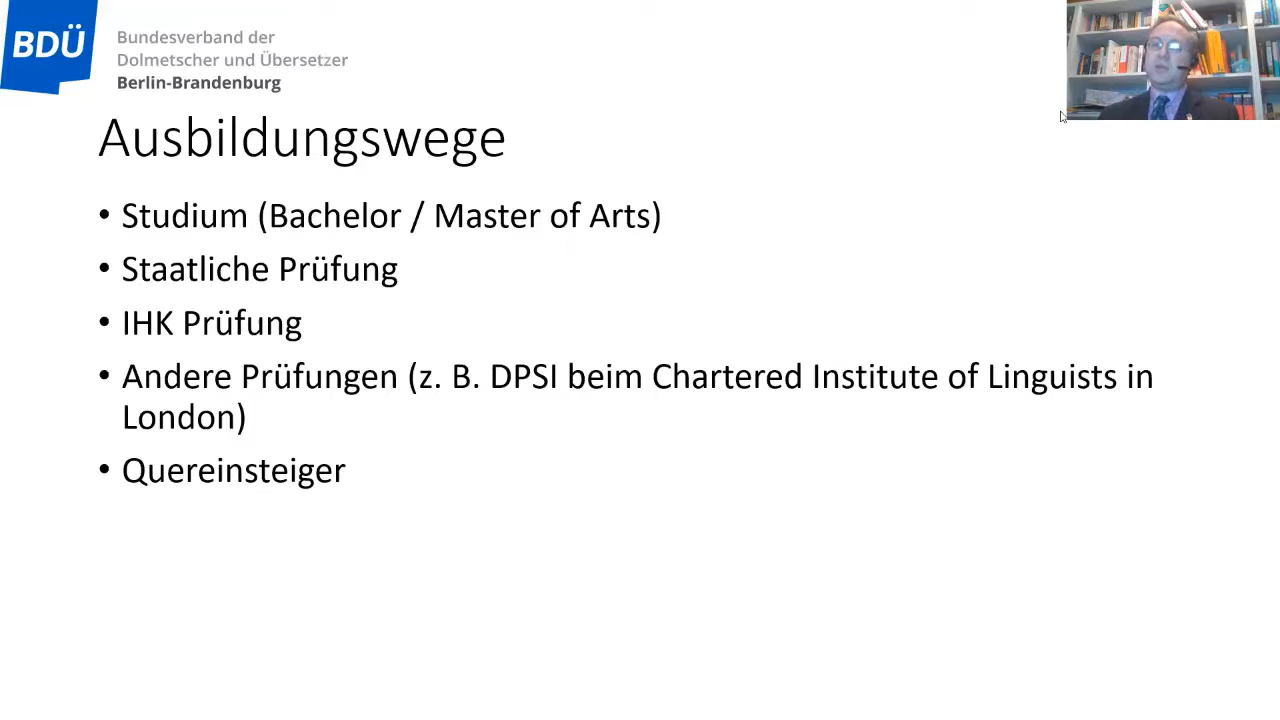 BDÜ
Bundesverband der
Dolmetscher und Übersetzer
Berlin-Brandenburg
Ausbildungswege
• Studium (Bachelor / Master of Arts)
• Staatliche Prüfung
• IHK Prüfung
• Andere Prüfungen (z. B. DPSI beim Chartered Institute of Linguists in
London)
• Quereinsteiger